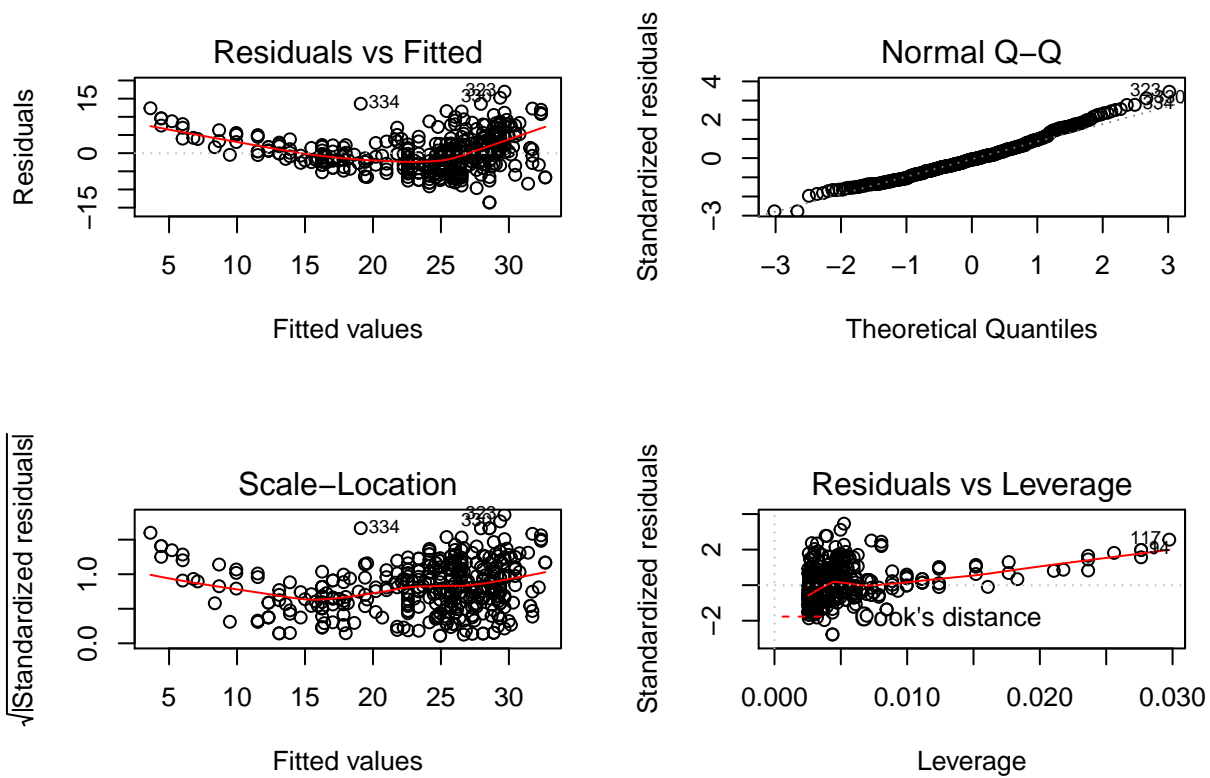 Residuals vs Fitted
Residuals
15
0
−15
334
323
330
5 10 15 20 25 30
Fitted values
Normal Q−Q
Standardized residuals
4
2
0
−3
323
334
−3 −2 −1 0 1 2 3
Theoretical Quantiles
Scale−Location
√|Standardized residuals|
1.0
0.0
334
323
330
5 10 15 20 25 30
Fitted values
Residuals vs Leverage
Standardized residuals
2
−2
117
94
Cook's distance
0.000 0.010 0.020 0.030
Leverage